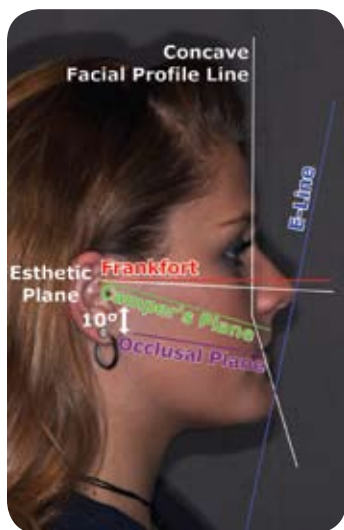 Concave
Facial Profile Line
E-Line
Esthetic
Plane
Frankfort
Camper's Plane
10°
Occlusal Plane